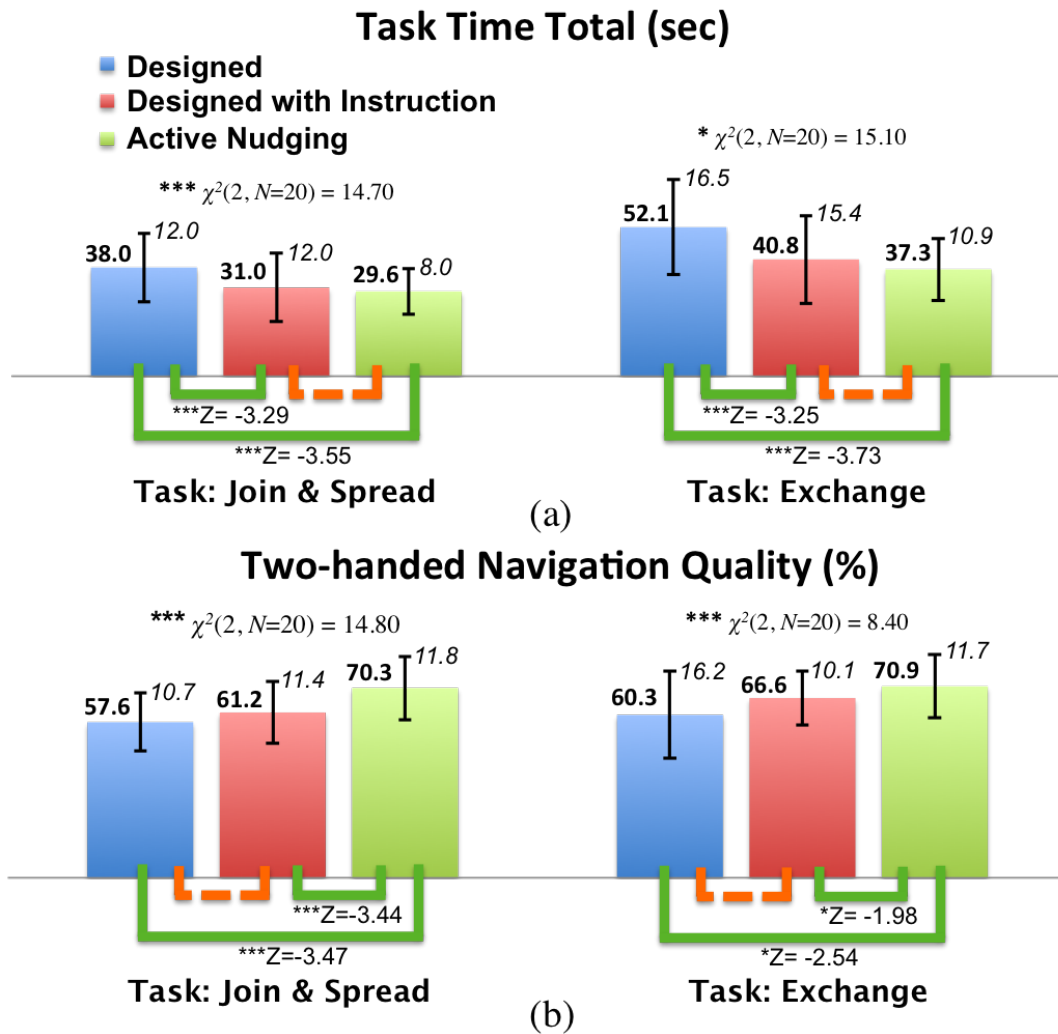 Task Time Total (sec)
Designed
Designed with Instruction
Active Nudging
*** χ²(2, N=20) = 14.70
* χ²(2, N=20) = 15.10
38.0 12.0 31.0 12.0 29.6 8.0
52.1 16.5 40.8 15.4 37.3 10.9
***Z= -3.29
***Z= -3.55
***Z= -3.25
***Z= -3.73
Task: Join & Spread
Task: Exchange
(a)
Two-handed Navigation Quality (%)
*** χ²(2, N=20) = 14.80
*** χ²(2, N=20) = 8.40
57.6 10.7 61.2 11.4 70.3 11.8
60.3 16.2 66.6 10.1 70.9 11.7
***Z=-3.44
***Z=-3.47
*Z= -1.98
*Z= -2.54
Task: Join & Spread
Task: Exchange
(b)